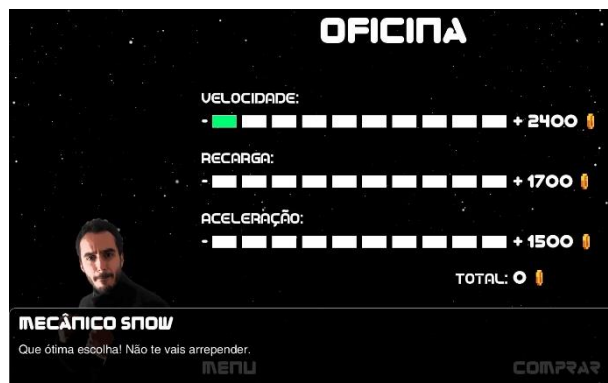 OFICINA
VELOCIDADE:
- + 2400
RECARGA:
- + 1700
ACELERAÇÃO:
- + 1500
TOTAL: 0
MECÂNICO SNOW
Que ótima escolha! Não te vais arrepender.
MENU COMPRAR